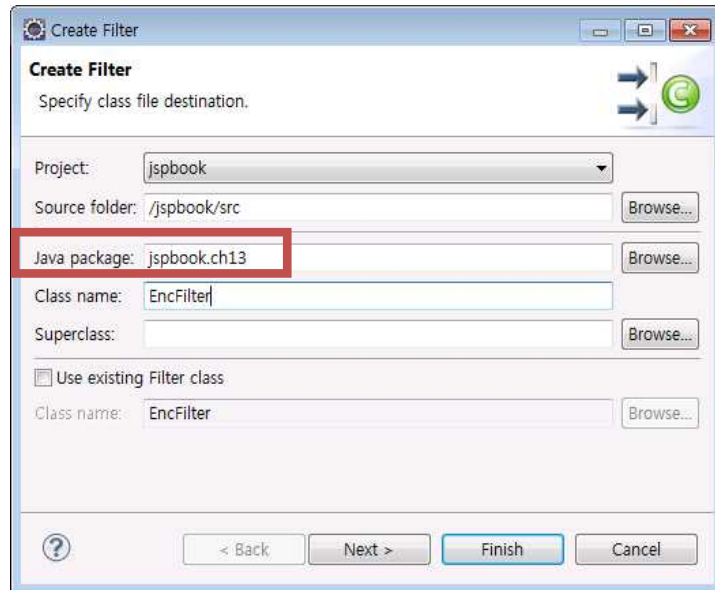 Create Filter
Create Filter
Specify class file destination.
Project: jspbook
Source folder: /jspbook/src Browse...
Java package: jspbook.ch13 Browse...
Class name: EncFilter
Superclass: Browse...
Use existing Filter class
Class name: EncFilter Browse...
? < Back Next > Finish Cancel